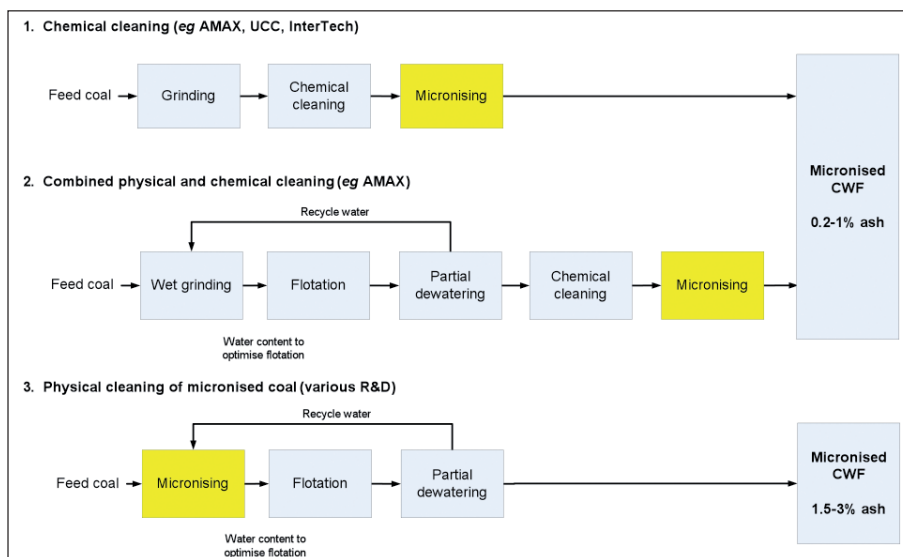 1. Chemical cleaning (eg AMAX, UCC, InterTech)
Feed coal
Grinding
Chemical
cleaning
Micronising
Micronised
CWF
0.2-1% ash
2. Combined physical and chemical cleaning (eg AMAX)
Recycle water
Feed coal
Wet grinding
Flotation
Partial
dewatering
Chemical
cleaning
Micronising
Water content to
optimise flotation
3. Physical cleaning of micronised coal (various R&D)
Recycle water
Feed coal
Micronising
Flotation
Partial
dewatering
Micronised
CWF
1.5-3% ash
Water content to
optimise flotation